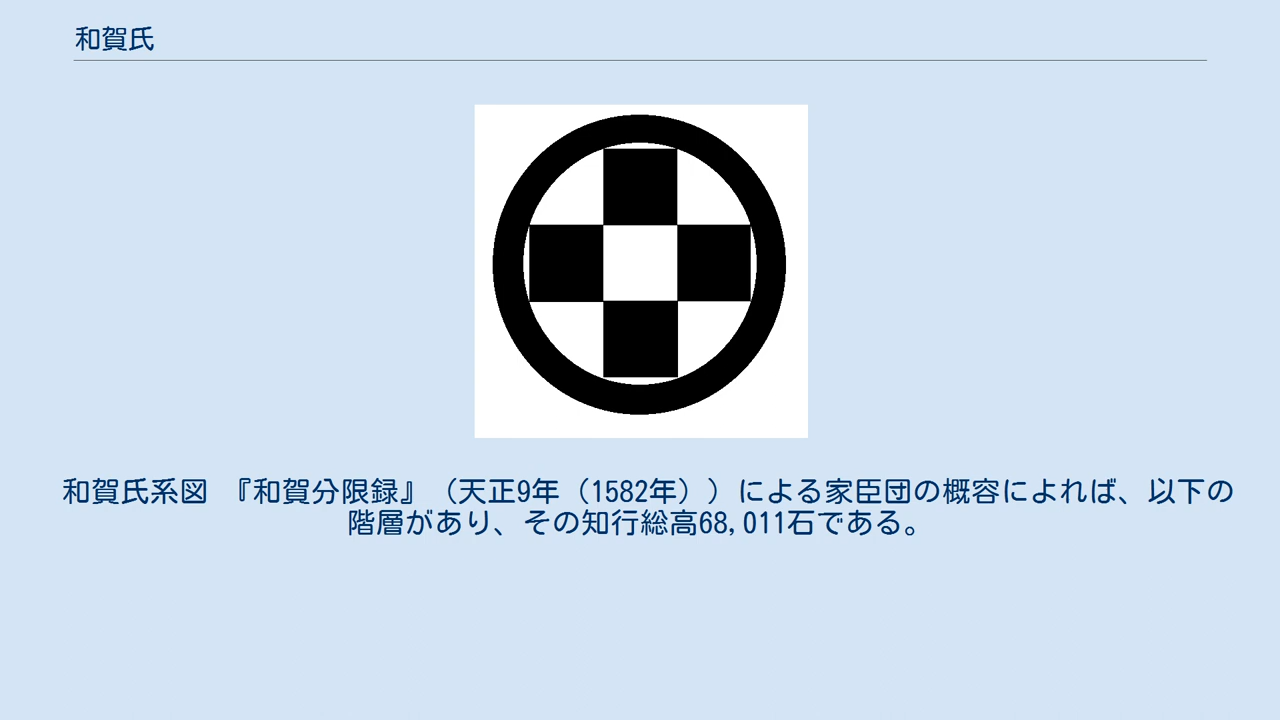 和賀氏
和賀氏系図 『和賀分限録』（天正9年（1582年））による家臣団の概容によれば、以下の
階層があり、その知行総高68,011石である。